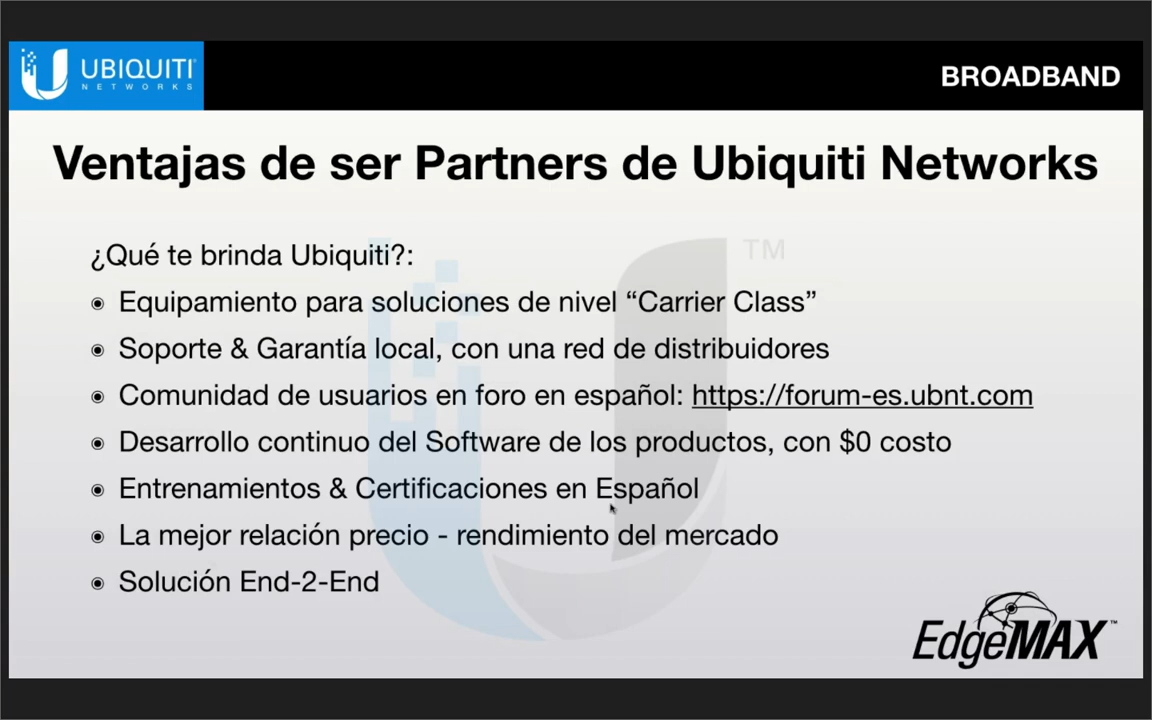 UBIQUITI
NETWORKS
BROADBAND
Ventajas de ser Partners de Ubiquiti Networks
¿Qué te brinda Ubiquiti?:
Equipamiento para soluciones de nivel “Carrier Class”
Soporte & Garantía local, con una red de distribuidores
Comunidad de usuarios en foro en español: https://forum-es.ubnt.com
Desarrollo continuo del Software de los productos, con $0 costo
Entrenamientos & Certificaciones en Español
La mejor relación precio - rendimiento del mercado
Solución End-2-End
TM
EdgeMAX™